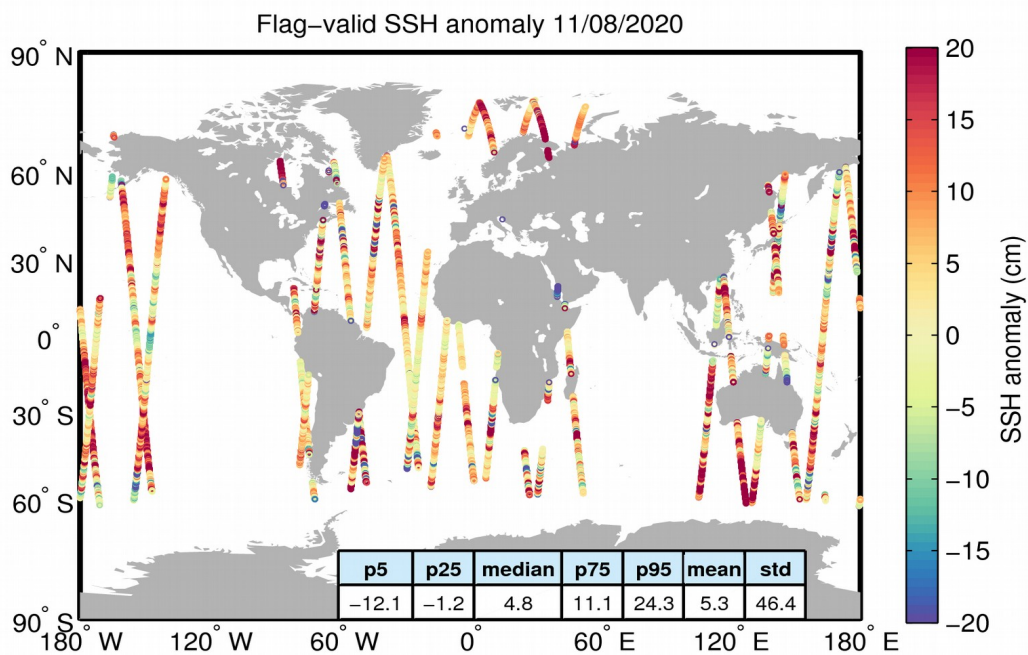 Flag−valid SSH anomaly 11/08/2020
90° N
60° N
30° N
0°
30° S
60° S
90° S
180° W 120° W 60° W 0° 60° E 120° E 180° E
p5 p25 median p75 p95 mean std
−12.1 −1.2 4.8 11.1 24.3 5.3 46.4
20
15
10
5
0
−5
−10
−15
−20
SSH anomaly (cm)